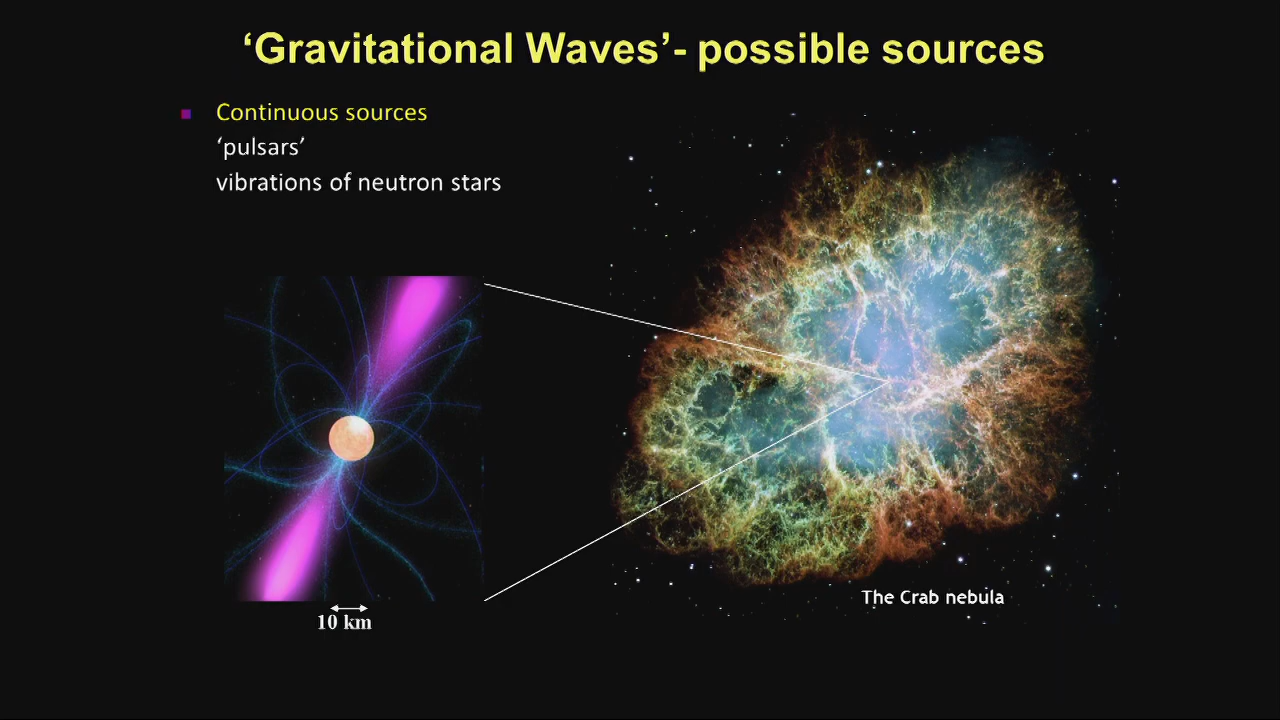 ‘Gravitational Waves’- possible sources
Continuous sources
‘pulsars’
vibrations of neutron stars
10 km
The Crab nebula